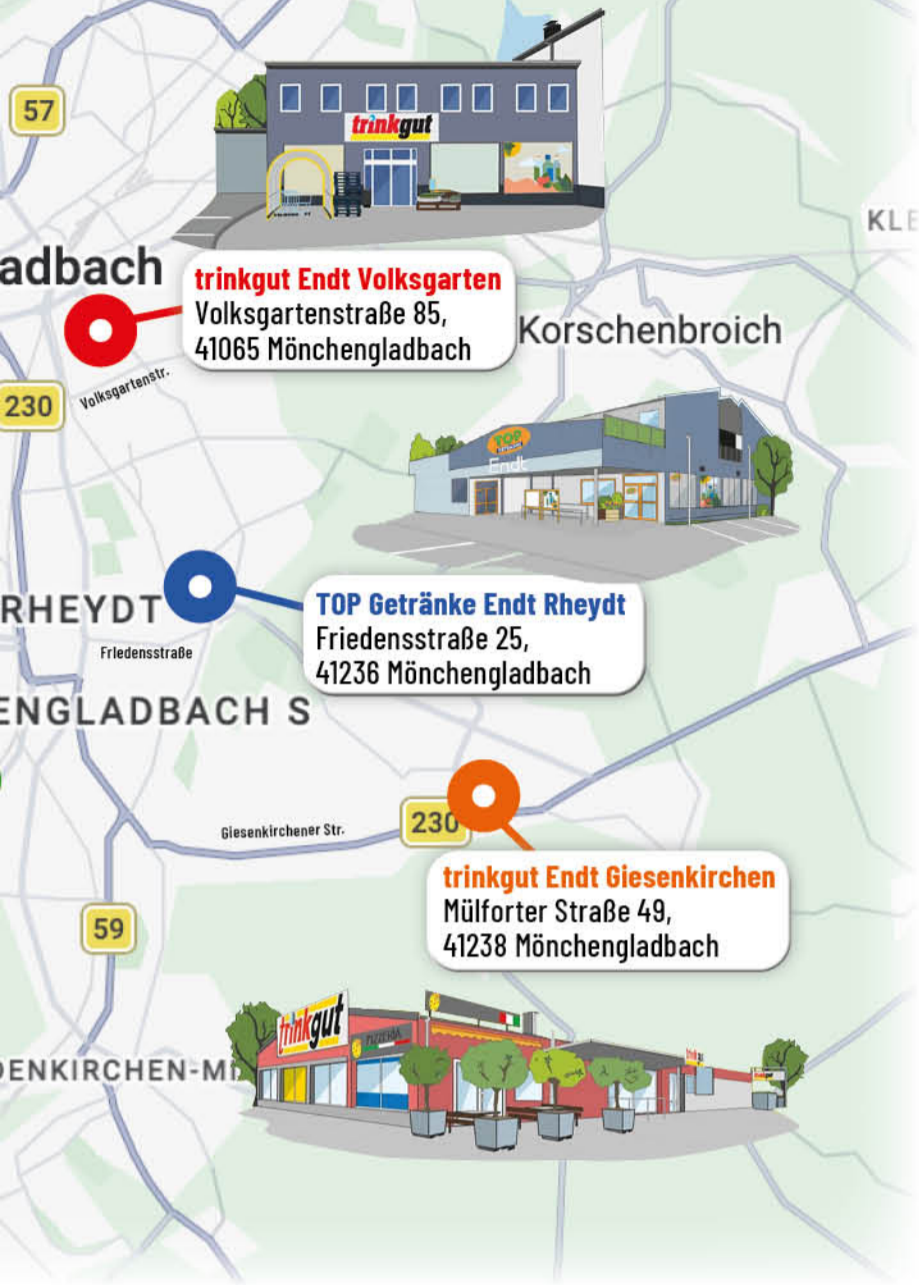 57
trinkgut
KLE
adbach
trinkgut Endt Volksgarten
Volksgartenstraße 85,
41065 Mönchengladbach
Korschenbroich
230
Volksgartenstr.
TOP
Endt
RHEYDT
TOP Getränke Endt Rheydt
Friedensstraße 25,
41236 Mönchengladbach
Friedensstraße
ENGLADBACH S
Giesenkirchener Str.
230
trinkgut Endt Giesenkirchen
Mülforter Straße 49,
41238 Mönchengladbach
59
trinkgut
PIZZERIA
DENKIRCHEN-MI
trinkgut